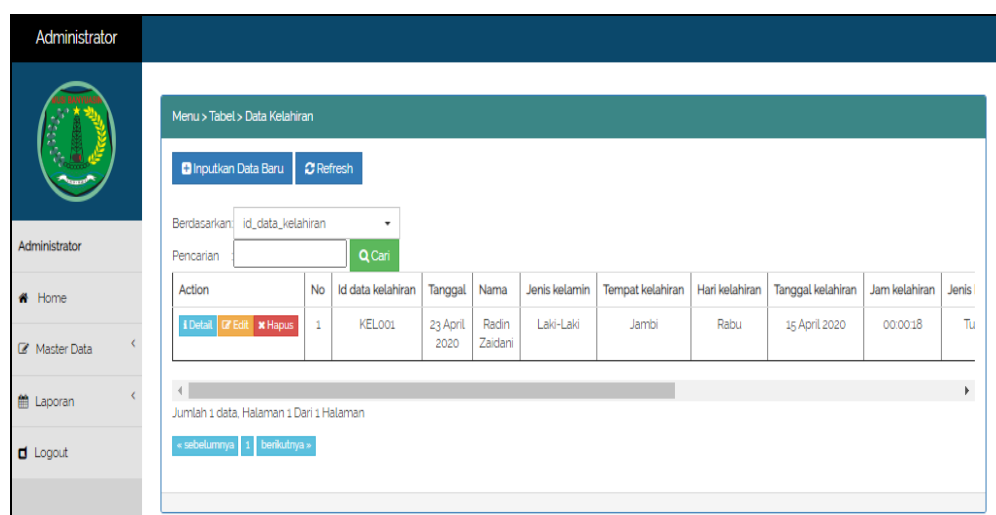 Administrator
Menu > Tabel > Data Kelahiran
Inputkan Data Baru Refresh
Berdasarkan: id_data_kelahiran
Pencarian : Cari
Administrator
Home
Master Data
Laporan
Logout
Action No Id data kelahiran Tanggal Nama Jenis kelamin Tempat kelahiran Hari kelahiran Tanggal kelahiran Jam kelahiran Jenis
Detail Edit Hapus 1 KEL001 23 April 2020 Radin Zaidani Laki-Laki Jambi Rabu 15 April 2020 00:00:18 Tu
Jumlah 1 data, Halaman 1 Dari 1 Halaman
« sebelumnya 1 berikutnya »